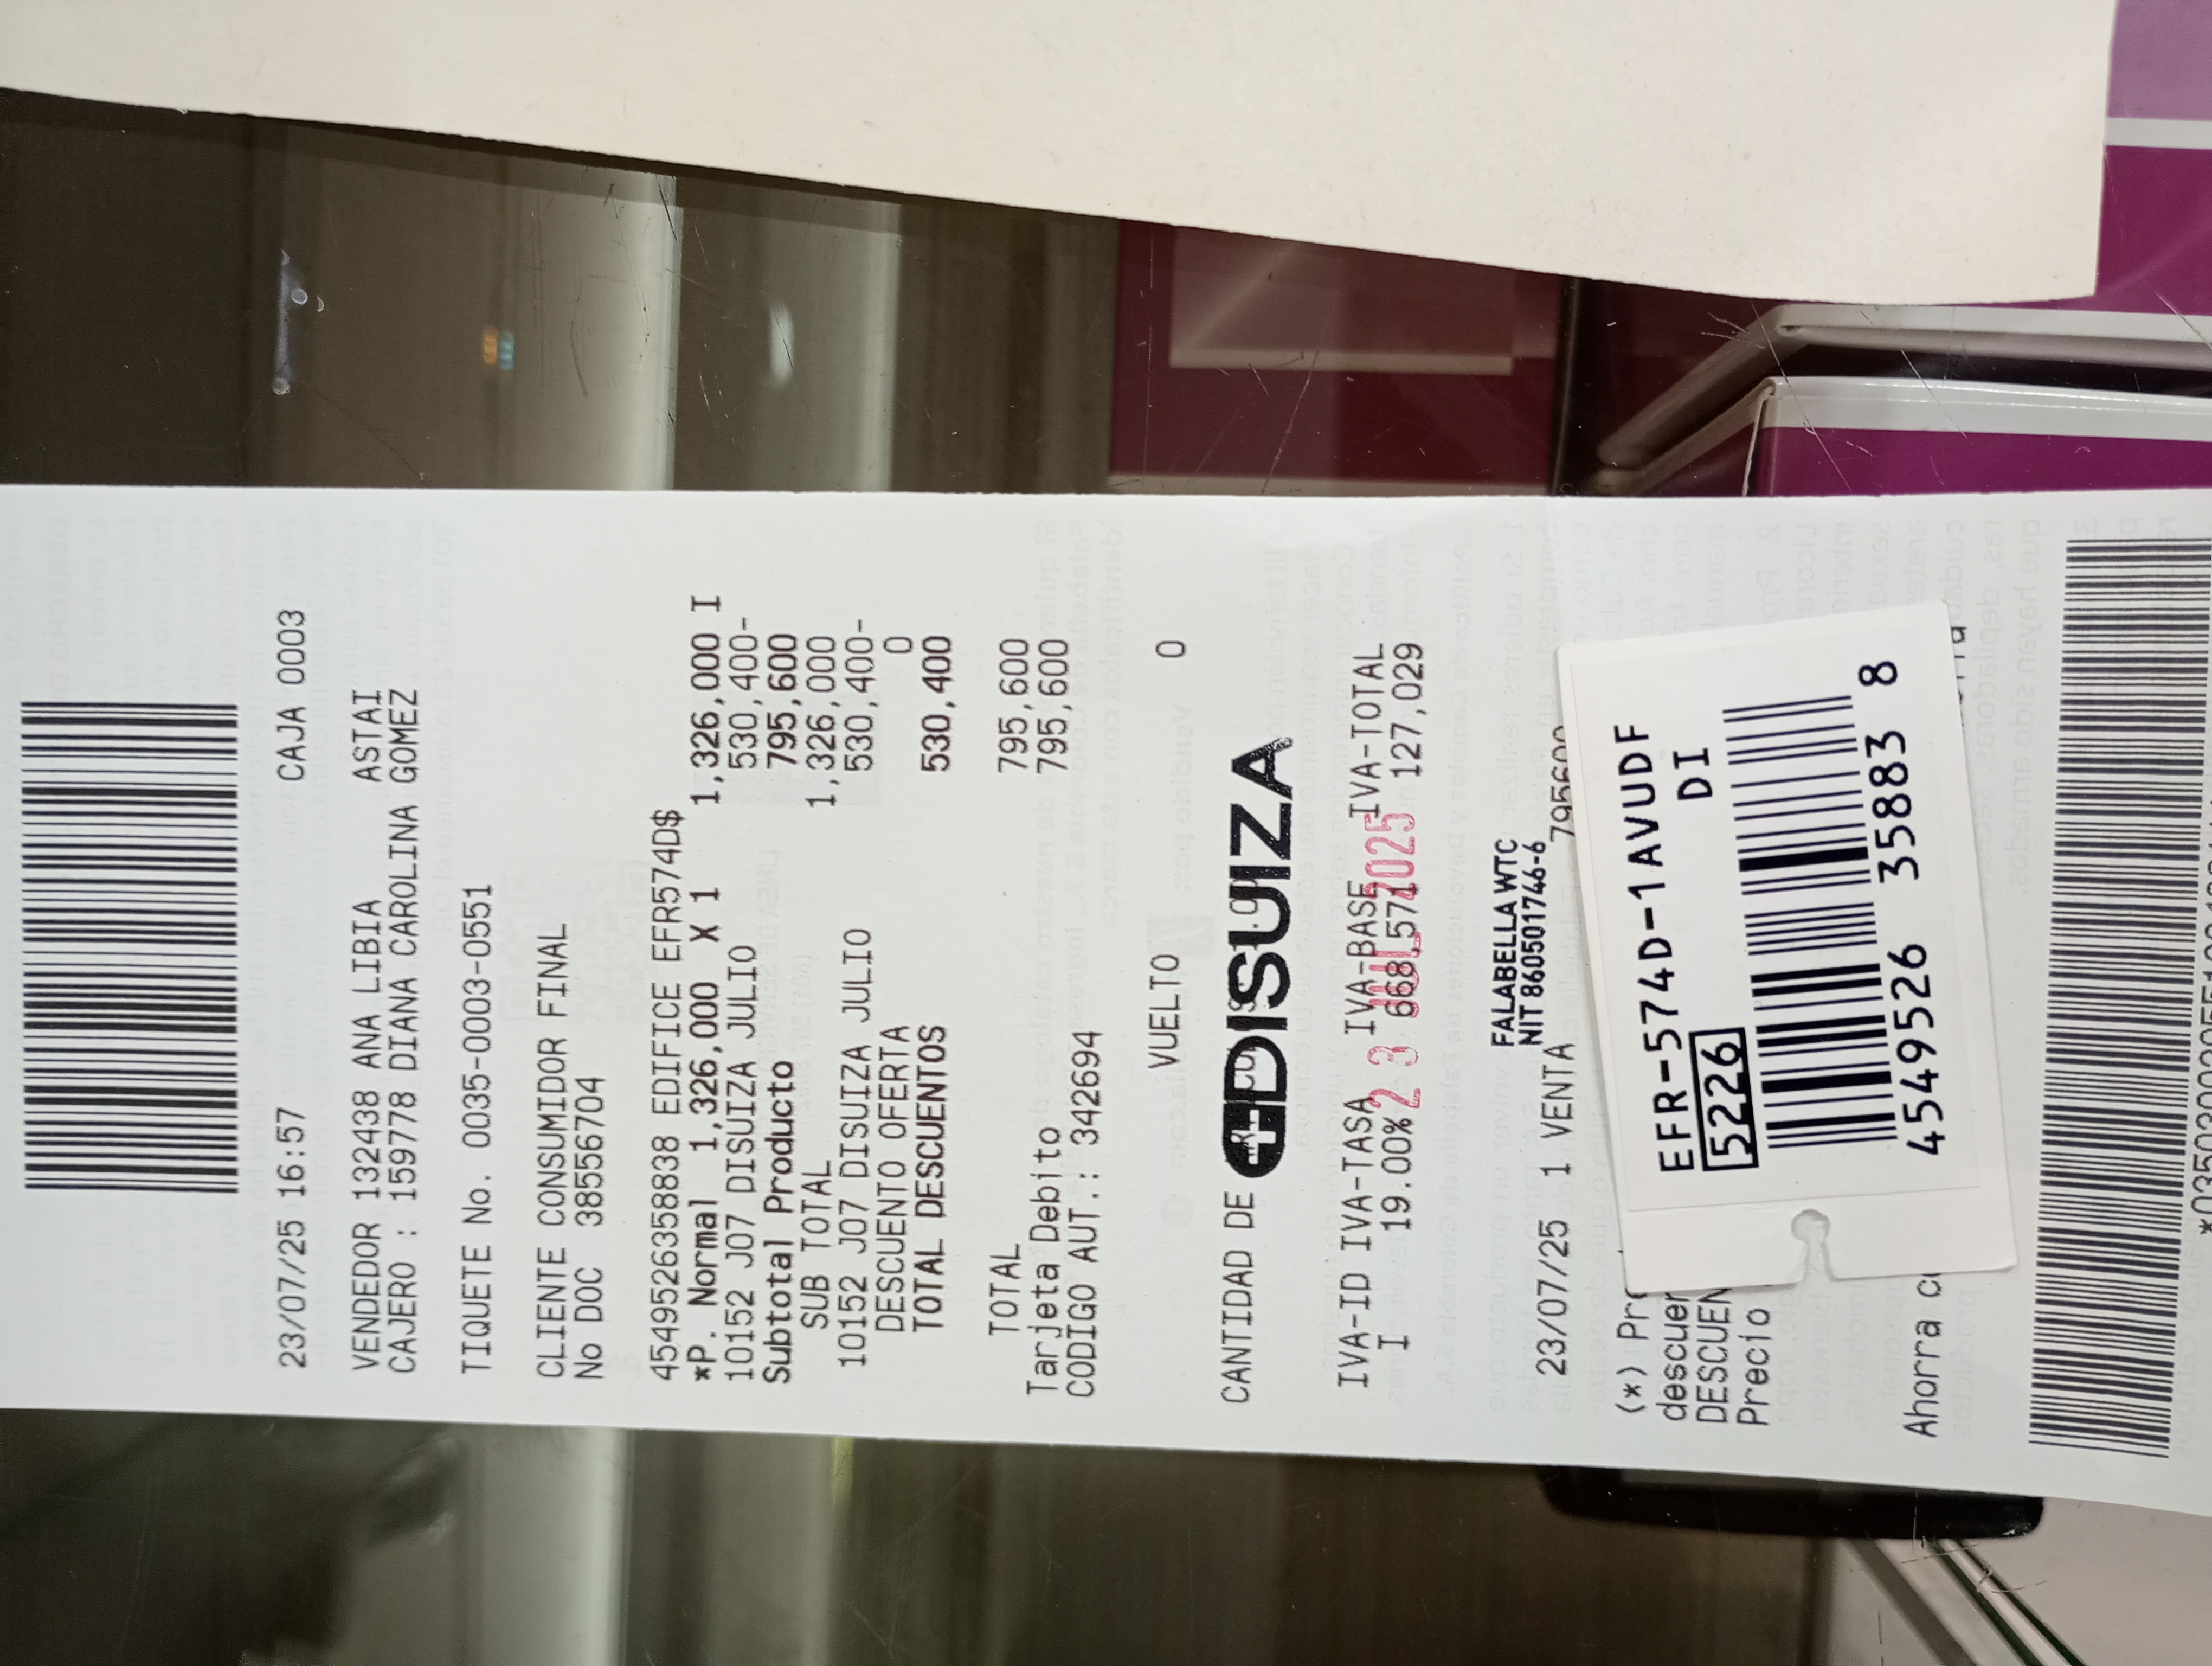 23/07/25 16:57 CAJA 0003
VENDEDOR 132438 ANA LIBIA ASTAI
CAJERO : 159778 DIANA CAROLINA GOMEZ
TIQUETE No. 0035-0003-0551
CLIENTE CONSUMIDOR FINAL
No DOC 38556704
4549526358838 EDIFICE EFR574D$
*P. Normal 1,326,000 X 1 1,326,000 I
10152 J07 DISUIZA JULIO 530,400-
Subtotal Producto 795,600
SUB TOTAL 1,326,000
10152 J07 DISUIZA JULIO 530,400-
DESCUENTO OFERTA 0
TOTAL DESCUENTOS 530,400
TOTAL 795,600
Tarjeta Debito 795,600
CODIGO AUT.: 342694
VUELTO 0
CANTIDAD DE
DISUIZA
IVA-ID IVA-TASA IVA-BASE IVA-TOTAL
I 19.00% 668,571 127,029
23 JUL 2025
FALABELLA WTC
NIT 860501746-6
23/07/25 1 VENTA 795600
(*)
descuen
DESCUEN
Precio
Ahorra
EFR-574D-1AVUDF
5226 DI
4549526 35883 8